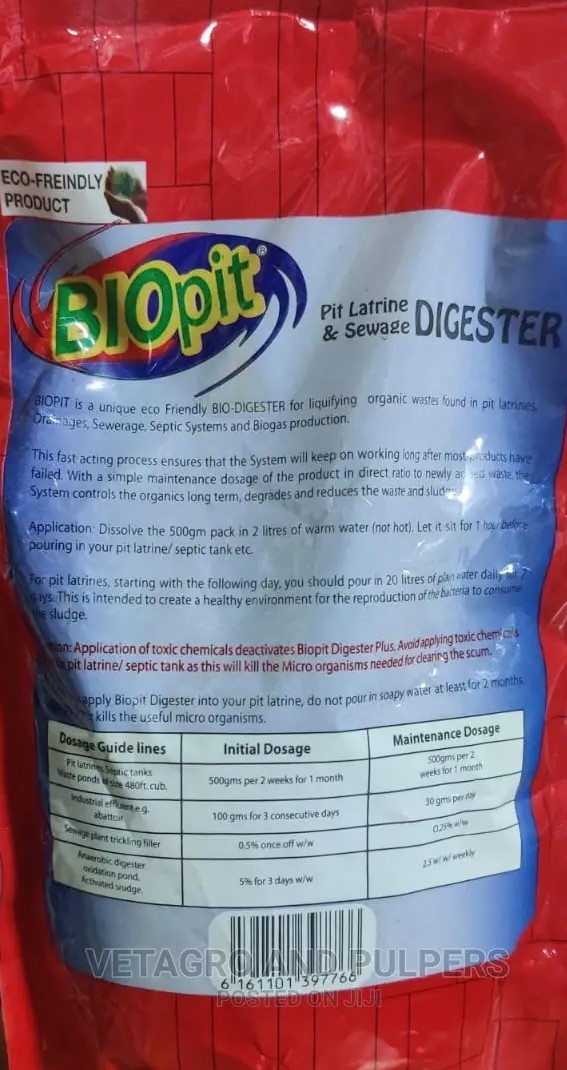 ECO-FREINDLY
PRODUCT
BIOpit®
Pit Latrine
& Sewage DIGESTER
BIOPIT is a unique eco Friendly BIO-DIGESTER for liquifying organic wastes found in pit latrines,
Drainages, Sewerage, Septic Systems and Biogas production.
This fast acting process ensures that the System will keep on working long after most products have
failed. With a simple maintenance dosage of the product in direct ratio to newly added waste, the
System controls the organics long term, degrades and reduces the waste and sludge
Application: Dissolve the 500gm pack in 2 litres of warm water (not hot). Let it sit for 1 hour before
pouring in your pit latrine/ septic tank etc.
For pit latrines, starting with the following day, you should pour in 20 litres of plain water daily for 7
days. This is intended to create a healthy environment for the reproduction of the bacteria to consume
the sludge.
Application of toxic chemicals deactivates Biopit Digester Plus. Avoid applying toxic chemicals
pit latrine/ septic tank as this will kill the Micro organisms needed for clearing the scum.
apply Biopit Digester into your pit latrine, do not pour in soapy water at least for 2 months
kills the useful micro organisms.
Dosage Guide lines
Initial Dosage
Maintenance Dosage
Pit latrines Septic tanks
Waste ponds of size 480ft. cub.
500gms per 2 weeks for 1 month
500gms per 2
weeks for 1 month
Industrial effluent e.g.
abattoir
100 gms for 3 consecutive days
30 gms per day
Sewage plant trickling filler
0.5% once off w/w
0.25% w/w
Anaerobic digester
oxidation pond.
Activated srudge.
5% for 3 days w/w
2.5 w/ w/ weekly
6 161101 397766
VETAGRO AND PULPERS
POSTED ON JIJI